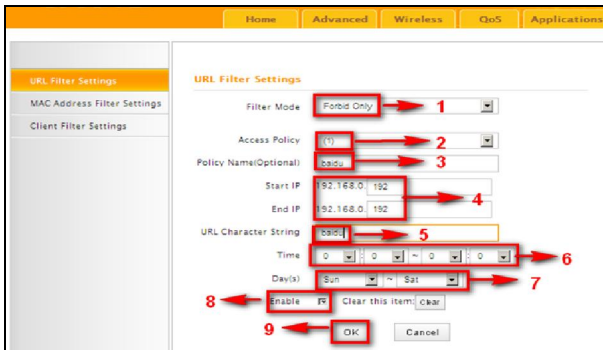 Home Advanced Wireless QoS Applications
URL Filter Settings
MAC Address Filter Settings
Client Filter Settings
URL Filter Settings
Filter Mode Forbid Only 1
Access Policy (1) 2
Policy Name(Optional) baidu 3
Start IP 192.168.0. 192
4
End IP 192.168.0. 192
URL Character String baidu 5
Time 0 : 0 ~ 0 : 0 6
Day(s) Sun ~ Sat 7
8 Enable Clear this item: Clear
9 OK Cancel